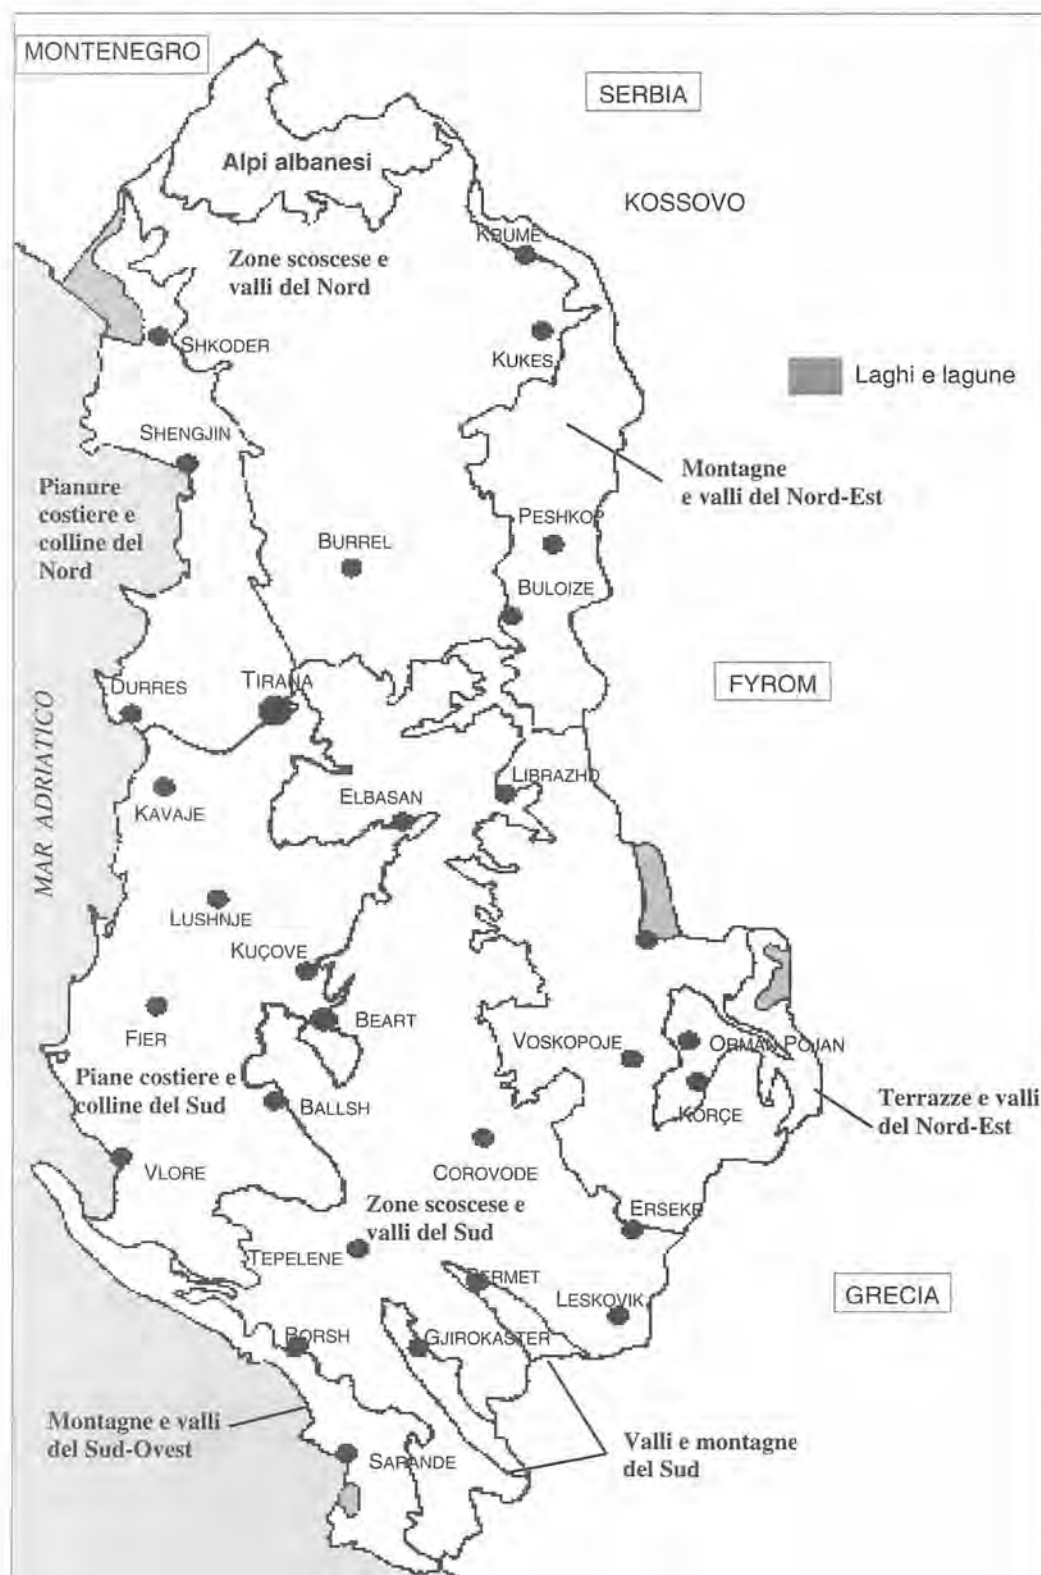 MONTENEGRO
SERBIA
Alpi albanesi
KOSSOVO
KRUME
Zone scoscese e
valli del Nord
SHKODER
KUKES
Laghi e lagune
SHENGJIN
Montagne
e valli del Nord-Est
Pianure
costiere e
colline del
Nord
PESHKOP
BURREL
BULOIZE
TIRANA
DURRES
FYROM
MAR ADRIATICO
LIBRAZHD
ELBASAN
KAVAJE
LUSHNJE
KUÇOVE
BEART
FIER
VOSKOPOJE
ORMAN POJAN
Piane costiere e
colline del Sud
BALLSH
KORÇE
Terrazze e valli
del Nord-Est
VLORE
COROVODE
Zone scoscese e
valli del Sud
ERSEKE
TEPELENE
PERMET
LESKOVIK
GRECIA
BORSH
GJIROKASTER
Montagne e valli
del Sud-Ovest
Valli e montagne
del Sud
SARANDE